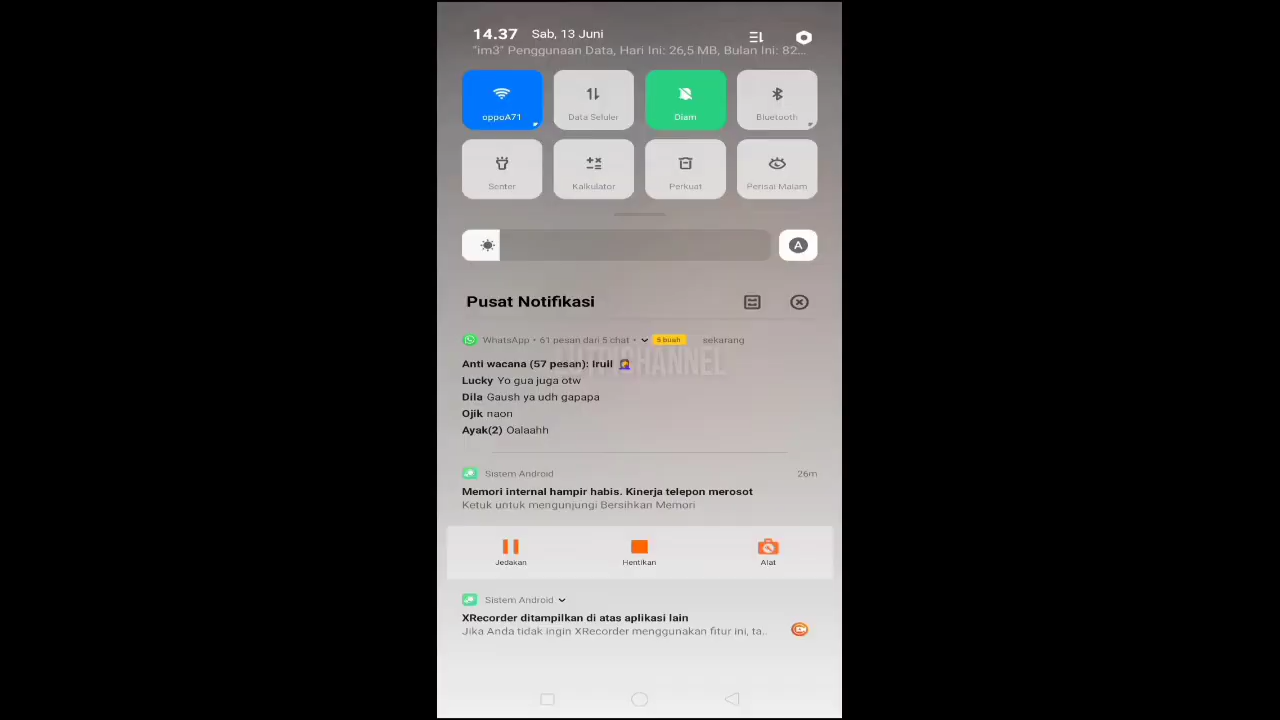 14.37 Sab, 13 Juni
"im3" Penggunaan Data, Hari Ini: 26,5 MB, Bulan Ini: 82...
oppoA71 Data Seluler Diam Bluetooth
Senter Kalkulator Perkuat Perisai Malam
A
Pusat Notifikasi
WhatsApp • 61 pesan dari 5 chat • 5 buah sekarang
Anti wacana (57 pesan): Iruil 🤦‍♀️
Lucky Yo gua juga otw
Dila Gaush ya udh gapapa
Ojik naon
Ayak(2) Oalaahh
Sistem Android 26m
Memori internal hampir habis. Kinerja telepon merosot
Ketuk untuk mengunjungi Bersihkan Memori
Jedakan Hentikan Alat
Sistem Android
XRecorder ditampilkan di atas aplikasi lain
Jika Anda tidak ingin XRecorder menggunakan fitur ini, ta..